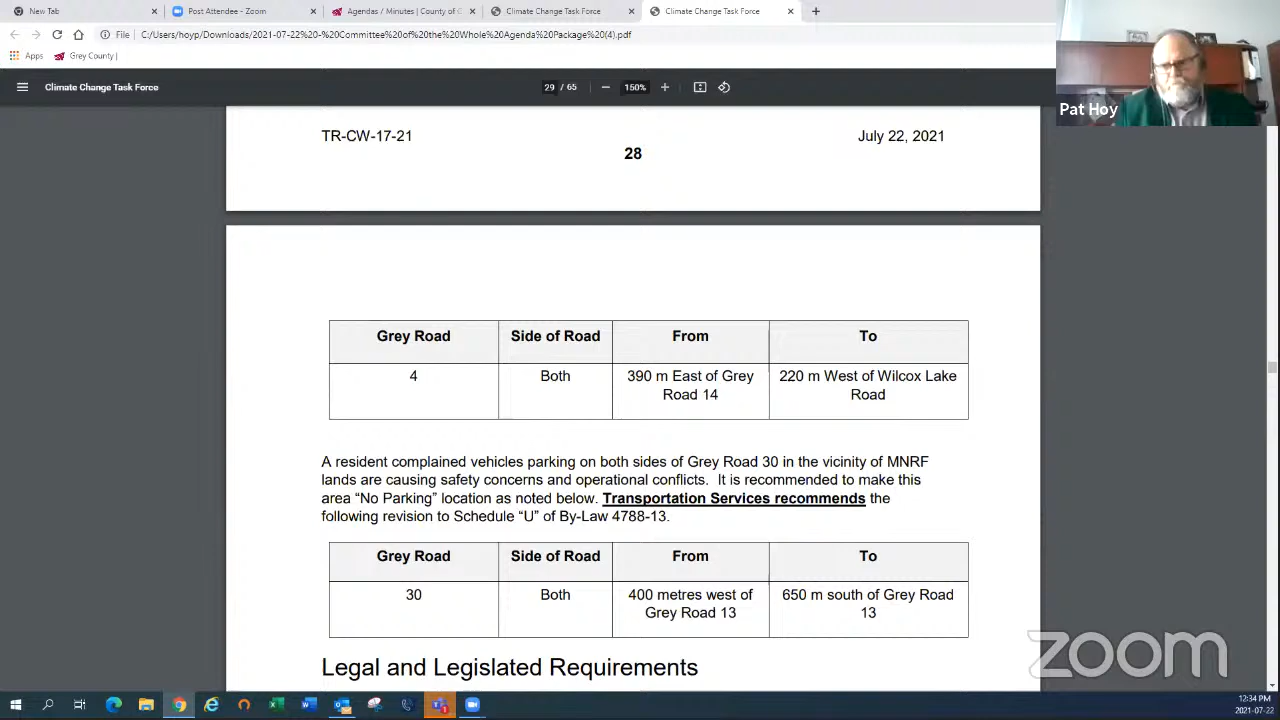 New Tab
Post Attendee - Zoom
Agendas / Minutes | County of G
Climate Change Task Force
Climate Change Task Force
File
C:/Users/hoyp/Downloads/2021-07-22%20-%20Committee%20of%20the%20Whole%20Agenda%20Package%20(4).pdf
Apps
Grey County |
Climate Change Task Force
29 / 65
150%
Pat Hoy
TR-CW-17-21
July 22, 2021
28
Grey Road
Side of Road
From
To
4
Both
390 m East of Grey
Road 14
220 m West of Wilcox Lake
Road
A resident complained vehicles parking on both sides of Grey Road 30 in the vicinity of MNRF
lands are causing safety concerns and operational conflicts. It is recommended to make this
area “No Parking” location as noted below. Transportation Services recommends the
following revision to Schedule “U” of By-Law 4788-13.
Grey Road
Side of Road
From
To
30
Both
400 metres west of
Grey Road 13
650 m south of Grey Road
13
Legal and Legislated Requirements
zoom
12:34 PM
2021-07-22